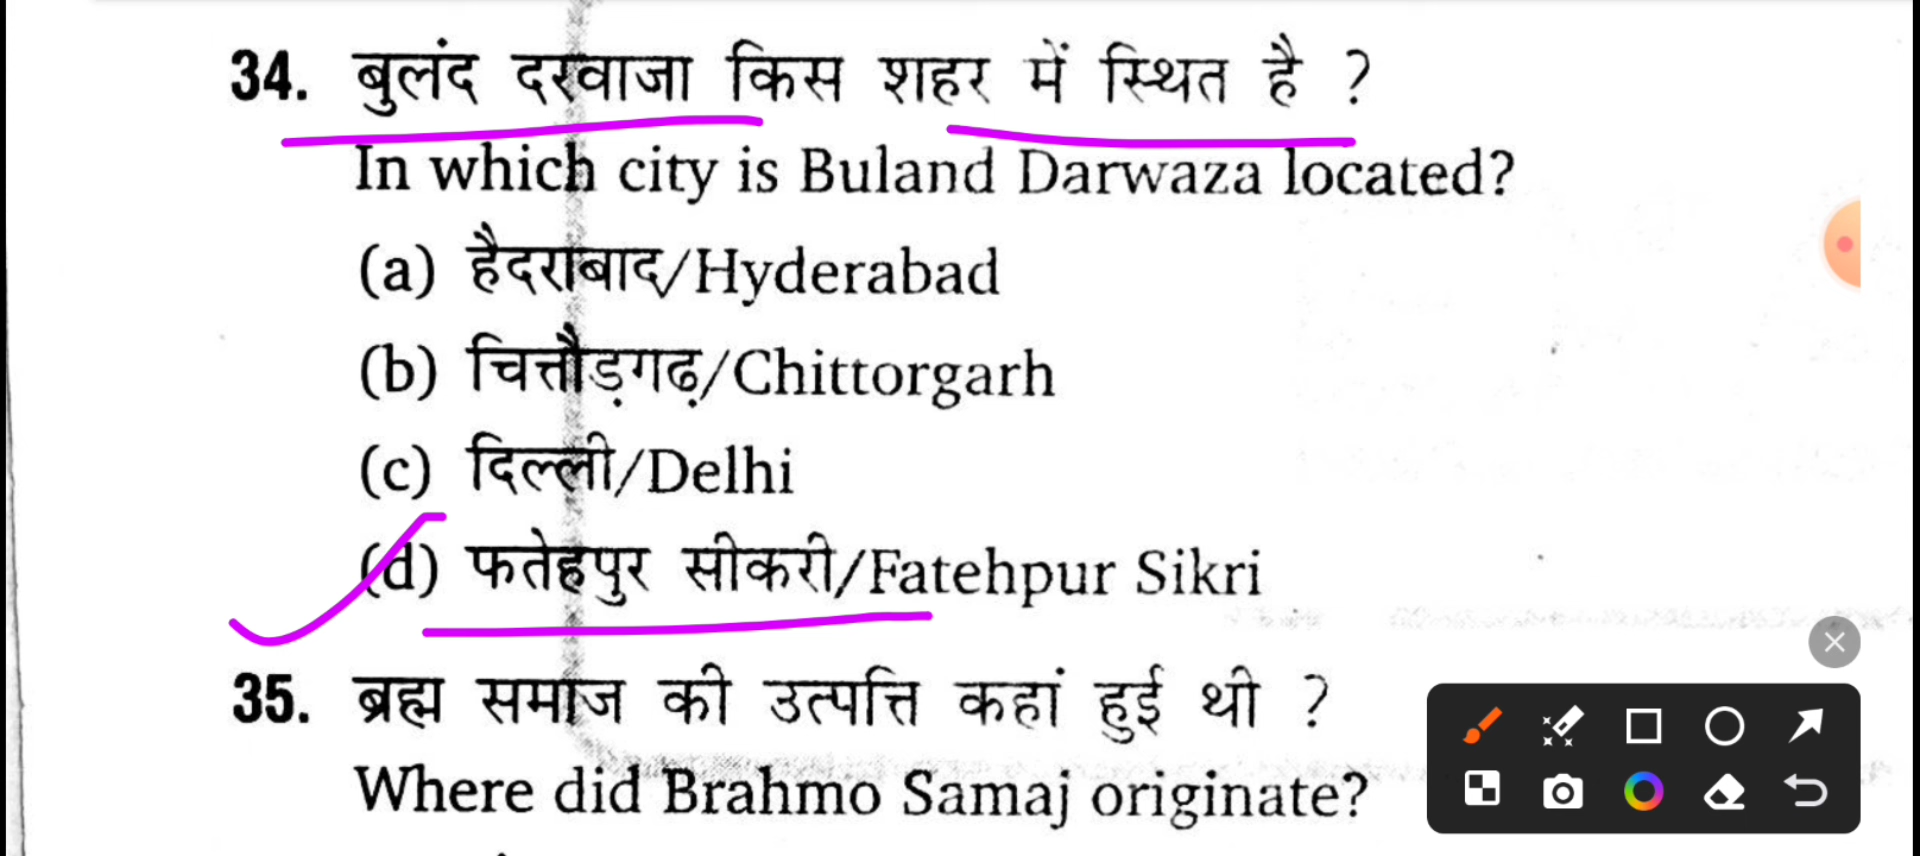 34. बुलंद दरवाजा किस शहर में स्थित है ?
In which city is Buland Darwaza located?
(a) हैदराबाद/Hyderabad
(b) चित्तौड़गढ़/Chittorgarh
(c) दिल्ली/Delhi
(d) फतेहपुर सीकरी/Fatehpur Sikri
35. ब्रह्म समाज की उत्पत्ति कहां हुई थी ?
Where did Brahmo Samaj originate?